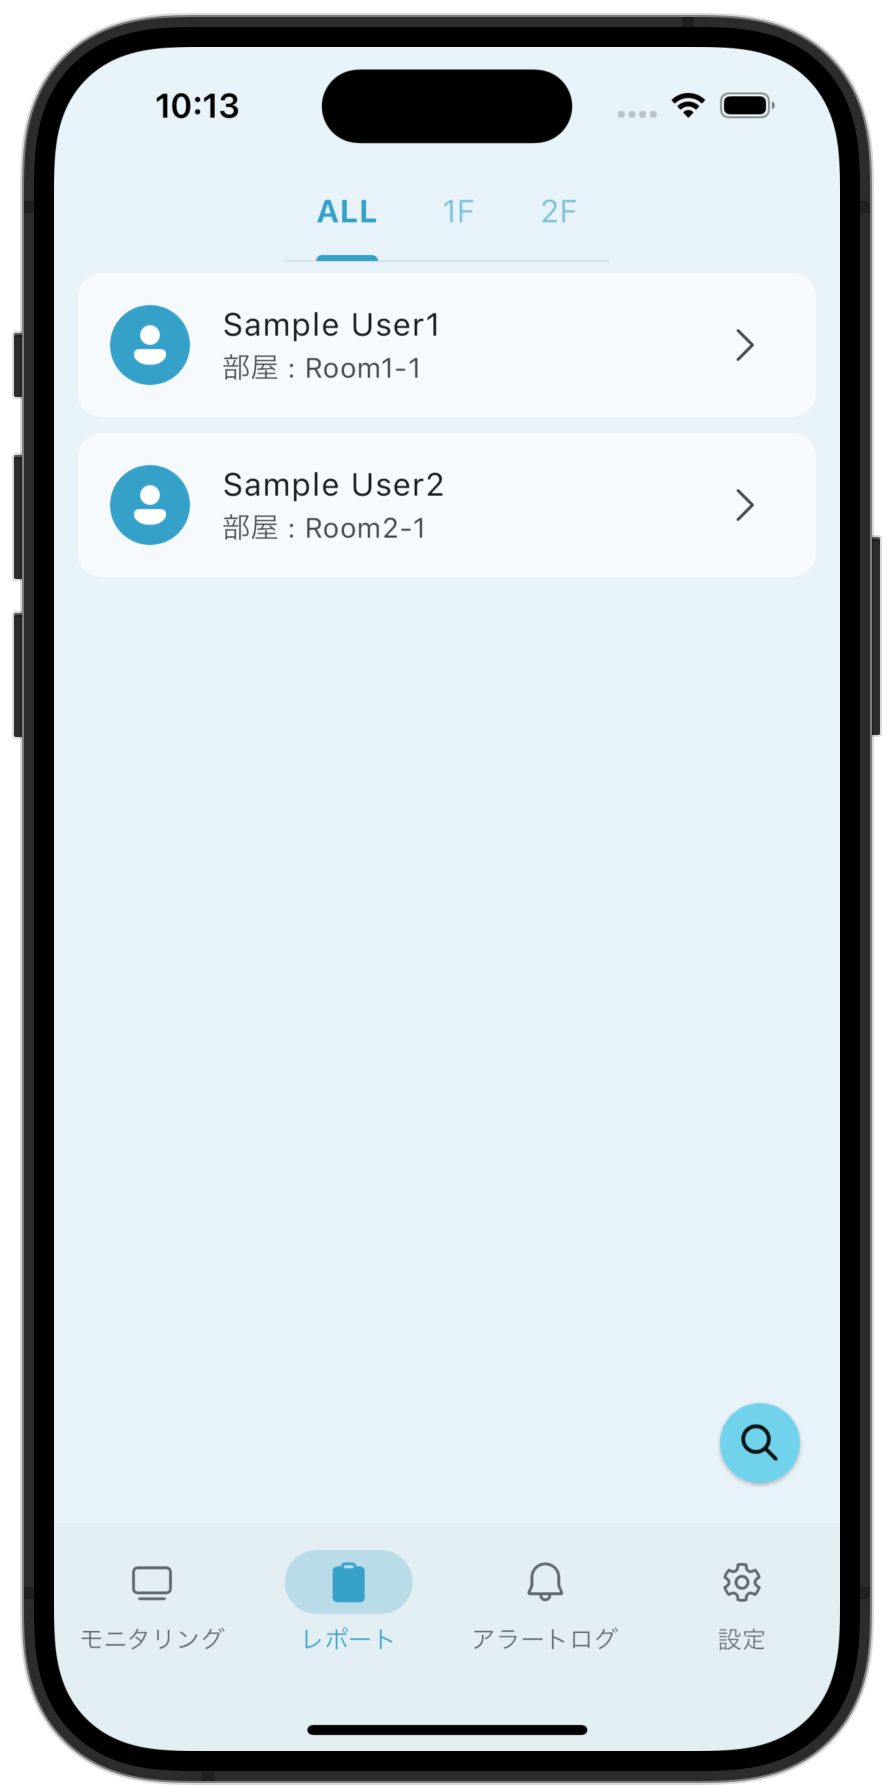 10:13
ALL 1F 2F
Sample User1
部屋 : Room1-1
Sample User2
部屋 : Room2-1
モニタリング レポート アラートログ 設定